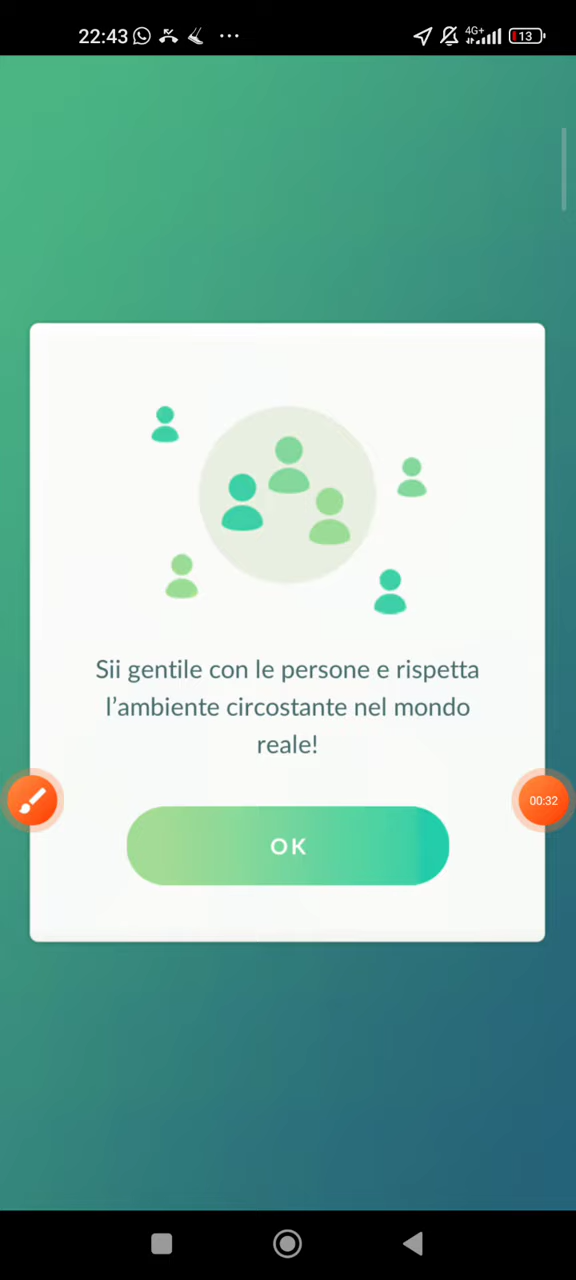 22:43 4G+ 13
Sii gentile con le persone e rispetta
l’ambiente circostante nel mondo
reale!
00:32
OK